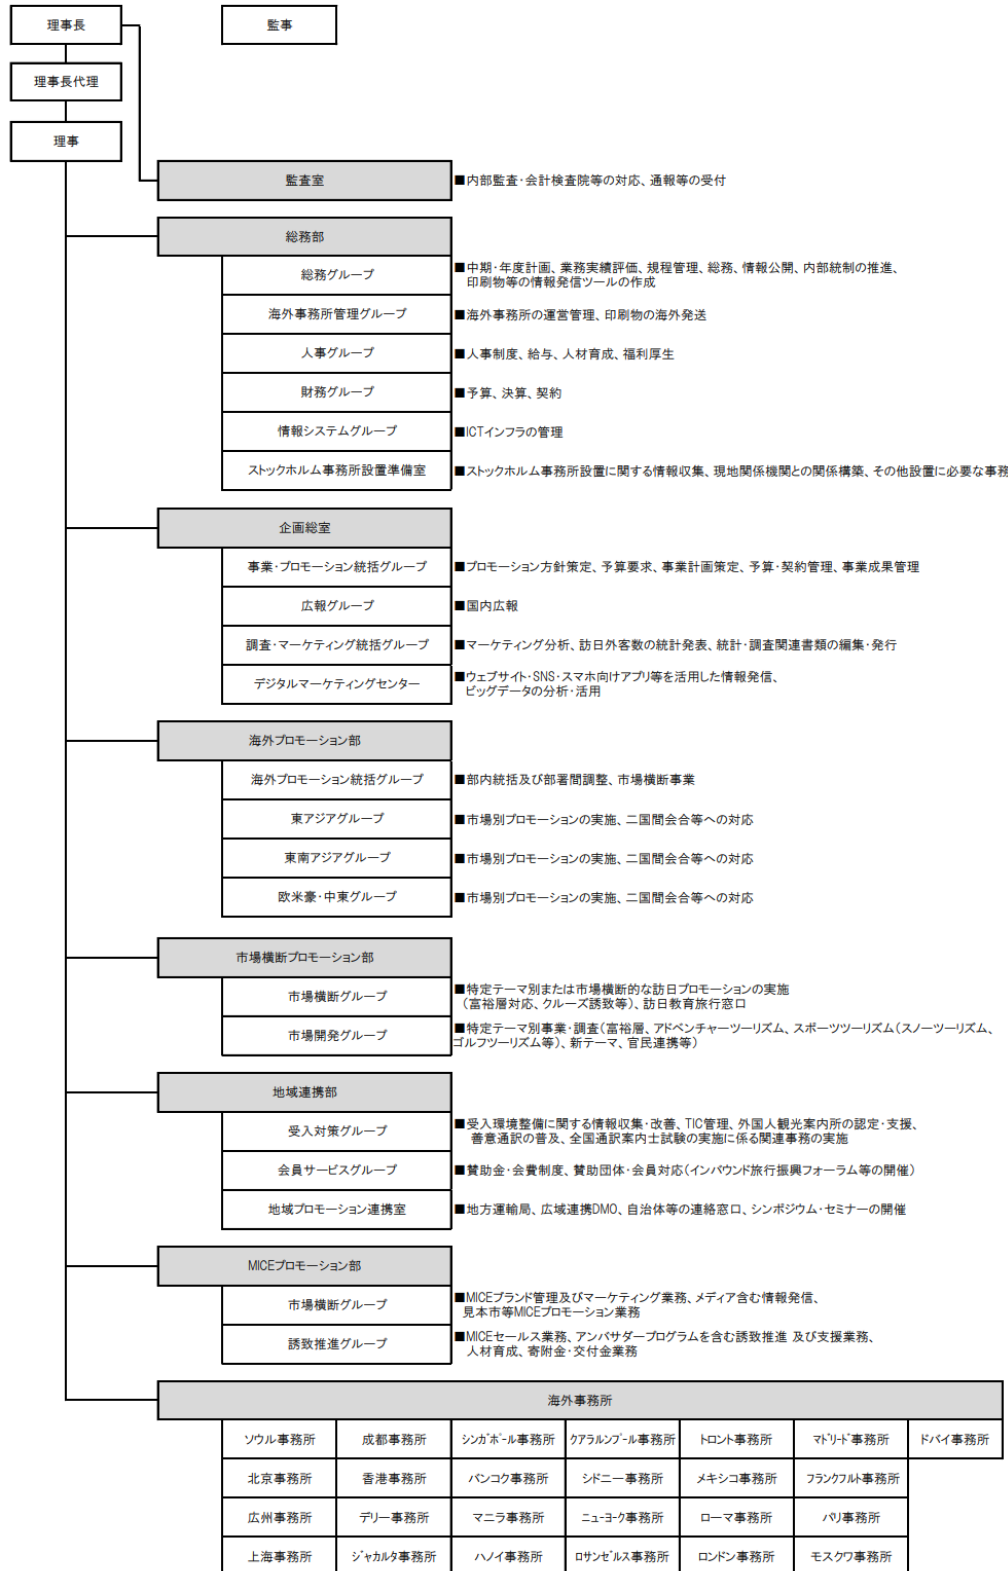 理事長
監事
理事長代理
理事
監査室
■内部監査・会計検査院等の対応、通報等の受付
総務部
総務グループ
■中期・年度計画、業務実績評価、規程管理、総務、情報公開、内部統制の推進、
印刷物等の情報発信ツールの作成
海外事務所管理グループ
■海外事務所の運営管理、印刷物の海外発送
人事グループ
■人事制度、給与、人材育成、福利厚生
財務グループ
■予算、決算、契約
情報システムグループ
■ICTインフラの管理
ストックホルム事務所設置準備室
■ストックホルム事務所設置に関する情報収集、現地関係機関との関係構築、その他設置に必要な事務
企画総室
事業・プロモーション統括グループ
■プロモーション方針策定、予算要求、事業計画策定、予算・契約管理、事業成果管理
広報グループ
■国内広報
調査・マーケティング統括グループ
■マーケティング分析、訪日外客数の統計発表、統計・調査関連書類の編集・発行
デジタルマーケティングセンター
■ウェブサイト・SNS・スマホ向けアプリ等を活用した情報発信、
ビッグデータの分析・活用
海外プロモーション部
海外プロモーション統括グループ
■部内統括及び部署間調整、市場横断事業
東アジアグループ
■市場別プロモーションの実施、二国間会合等への対応
東南アジアグループ
■市場別プロモーションの実施、二国間会合等への対応
欧米豪・中東グループ
■市場別プロモーションの実施、二国間会合等への対応
市場横断プロモーション部
市場横断グループ
■特定テーマ別または市場横断的な訪日プロモーションの実施
（富裕層対応、クルーズ誘致等）、訪日教育旅行窓口
市場開発グループ
■特定テーマ別事業・調査（富裕層、アドベンチャーツーリズム、スポーツツーリズム（スノーツーリズム、
ゴルフツーリズム等）、新テーマ、官民連携等）
地域連携部
受入対策グループ
■受入環境整備に関する情報収集・改善、TIC管理、外国人観光案内所の認定・支援、
善意通訳の普及、全国通訳案内士試験の実施に係る関連事務の実施
会員サービスグループ
■賛助金・会費制度、賛助団体・会員対応（インバウンド旅行振興フォーラム等の開催）
地域プロモーション連携室
■地方運輸局、広域連携DMO、自治体等の連絡窓口、シンポジウム・セミナーの開催
MICEプロモーション部
市場横断グループ
■MICEブランド管理及びマーケティング業務、メディア含む情報発信、
見本市等MICEプロモーション業務
誘致推進グループ
■MICEセールス業務、アンバサダープログラムを含む誘致推進 及び支援業務、
人材育成、寄附金・交付金業務
海外事務所
ソウル事務所 成都事務所 シンガポール事務所 クアラルンプール事務所 トロント事務所 マドリード事務所 ドバイ事務所
北京事務所 香港事務所 バンコク事務所 シドニー事務所 メキシコ事務所 フランクフルト事務所
広州事務所 デリー事務所 マニラ事務所 ニューヨーク事務所 ローマ事務所 パリ事務所
上海事務所 ジャカルタ事務所 ハノイ事務所 ロサンゼルス事務所 ロンドン事務所 モスクワ事務所